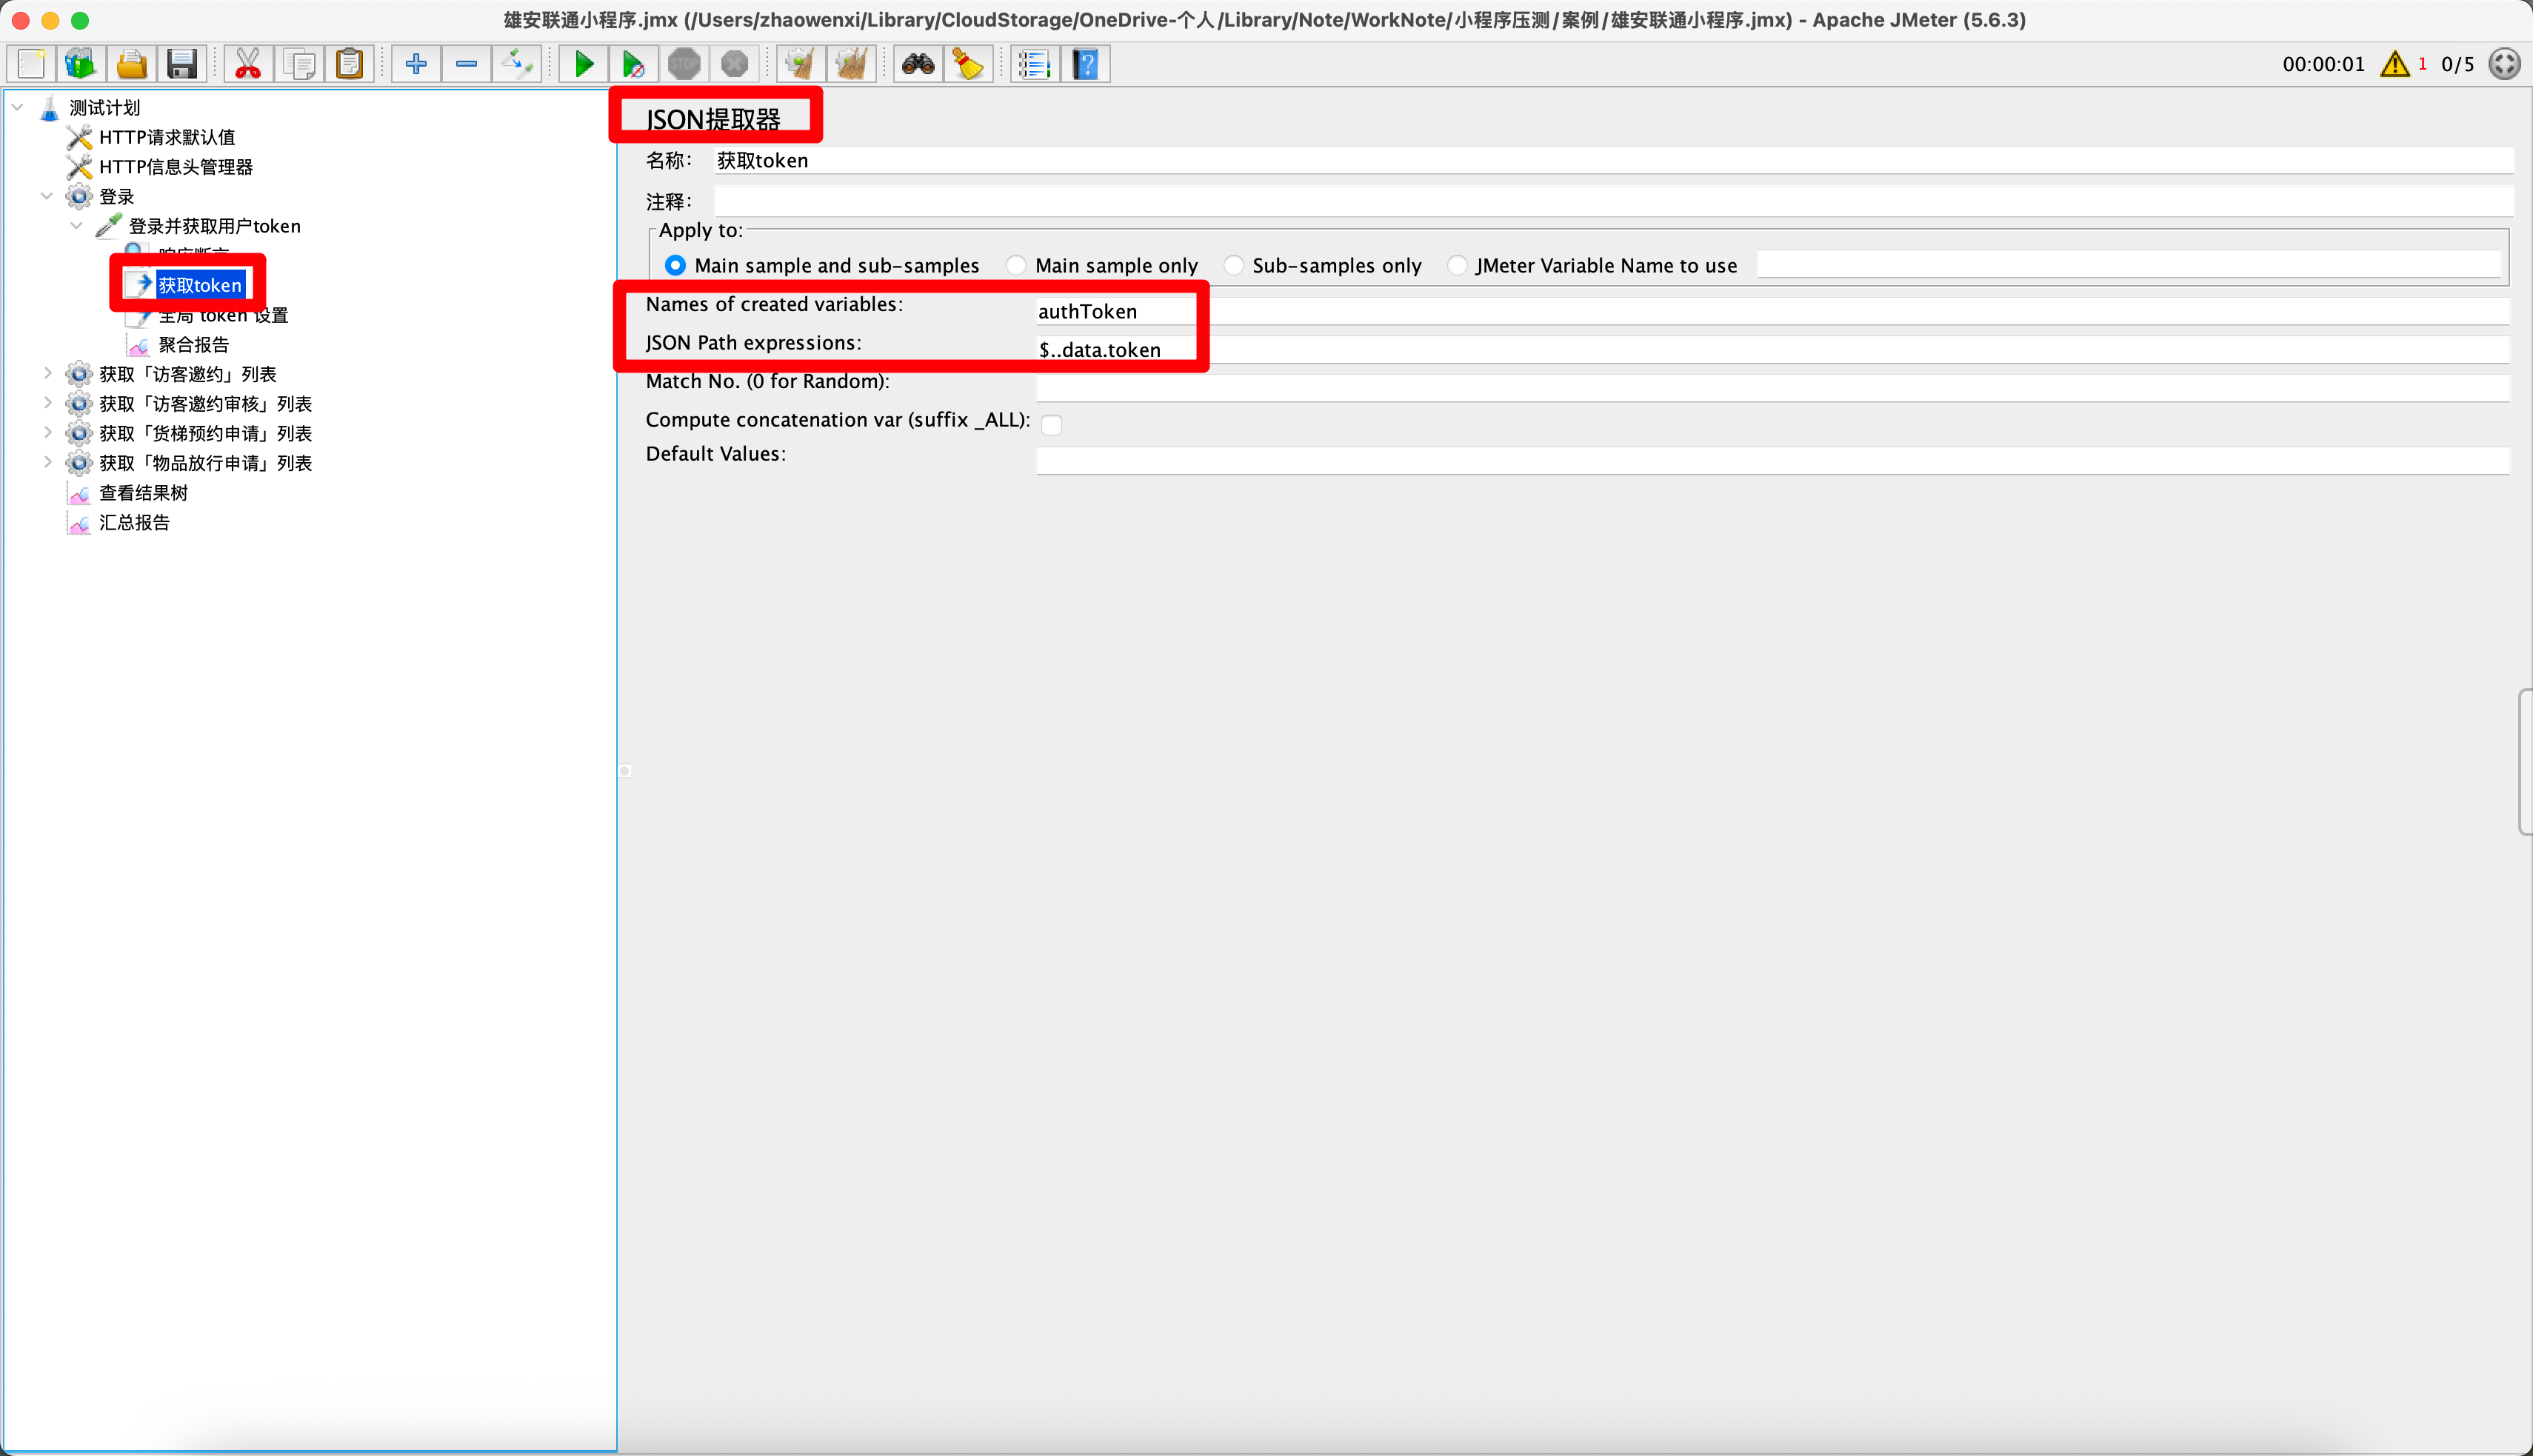 雄安联通小程序.jmx (/Users/zhaowenxi/Library/CloudStorage/OneDrive-个人/Library/Note/WorkNote/小程序压测/案例/雄安联通小程序.jmx) - Apache JMeter (5.6.3)
STOP
00:00:01 1 0/5
测试计划
HTTP请求默认值
HTTP信息头管理器
登录
登录并获取用户token
响应断言
获取token
全局 token 设置
聚合报告
获取「访客邀约」列表
获取「访客邀约审核」列表
获取「货梯预约申请」列表
获取「物品放行申请」列表
查看结果树
汇总报告
JSON提取器
名称: 获取token
注释:
Apply to:
Main sample and sub-samples Main sample only Sub-samples only JMeter Variable Name to use
Names of created variables: authToken
JSON Path expressions: $..data.token
Match No. (0 for Random):
Compute concatenation var (suffix _ALL):
Default Values: